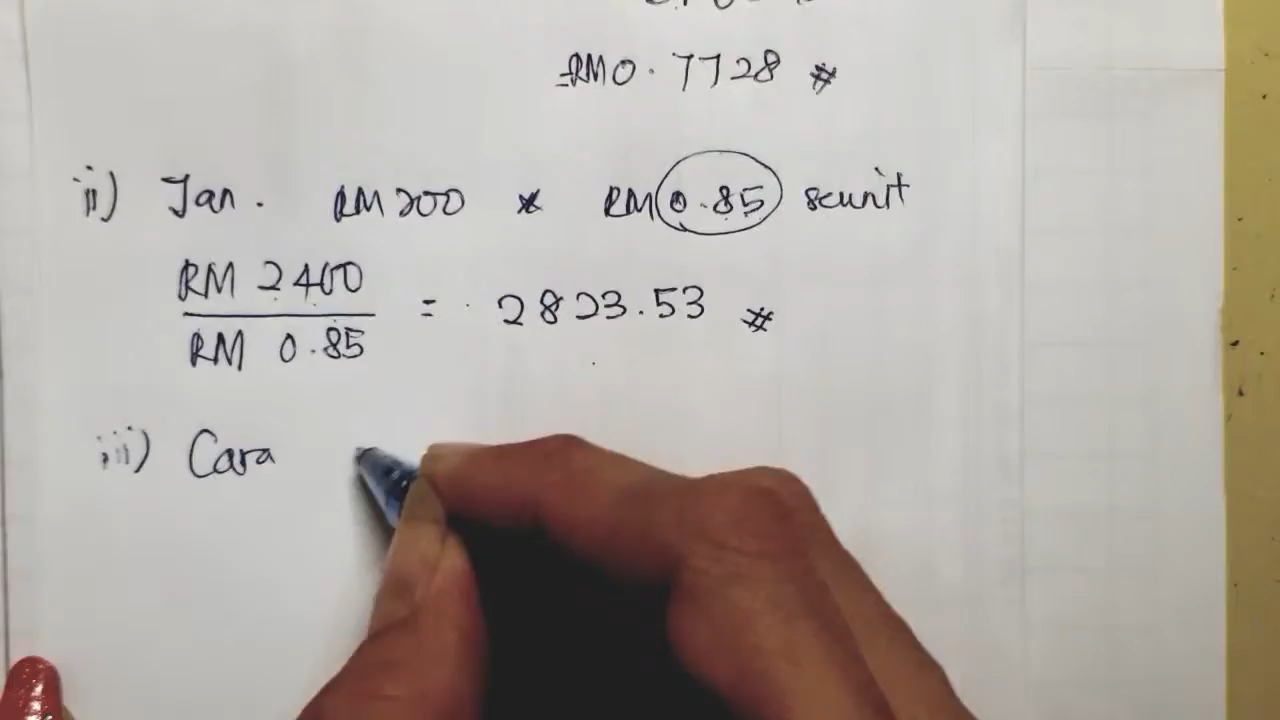 =RM0.7728 #
ii) Jan. RM200 * RM 0.85 seunit
RM 2400
= 2823.53 #
RM 0.85
iii) Cara